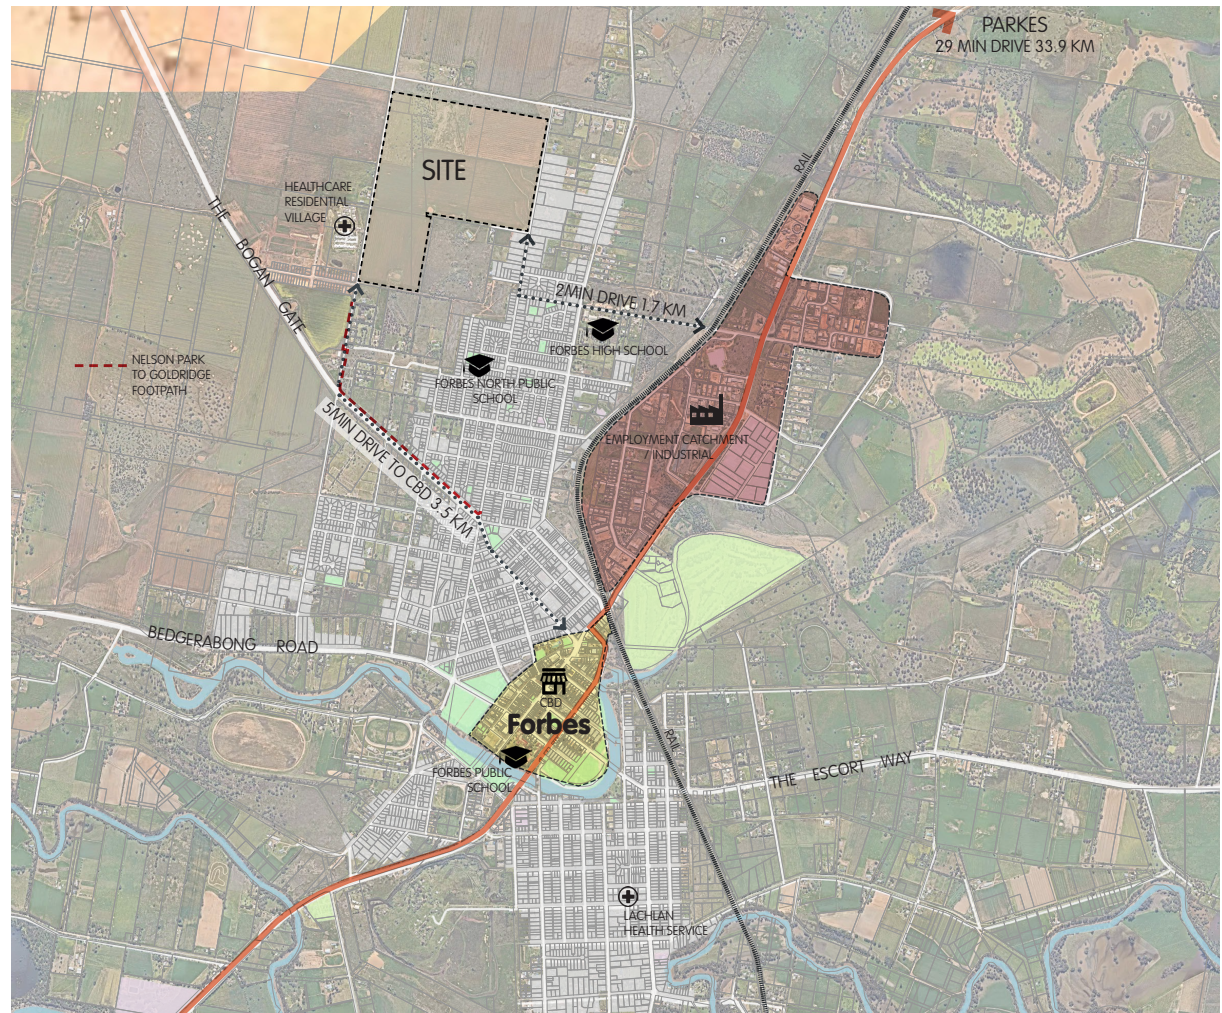 PARKES
29 MIN DRIVE 33.9 KM
RAIL
SITE
HEALTHCARE
RESIDENTIAL
VILLAGE
THE BOGAN GATE
2MIN DRIVE 1.7 KM
FORBES HIGH SCHOOL
NELSON PARK
TO GOLDRIDGE
FOOTPATH
FORBES NORTH PUBLIC
SCHOOL
5MIN DRIVE TO CBD 3.5 KM
EMPLOYMENT CATCHMENT
/ INDUSTRIAL
BEDGERABONG ROAD
CBD
Forbes
RAIL
FORBES PUBLIC
SCHOOL
THE ESCORT WAY
LACHLAN
HEALTH SERVICE